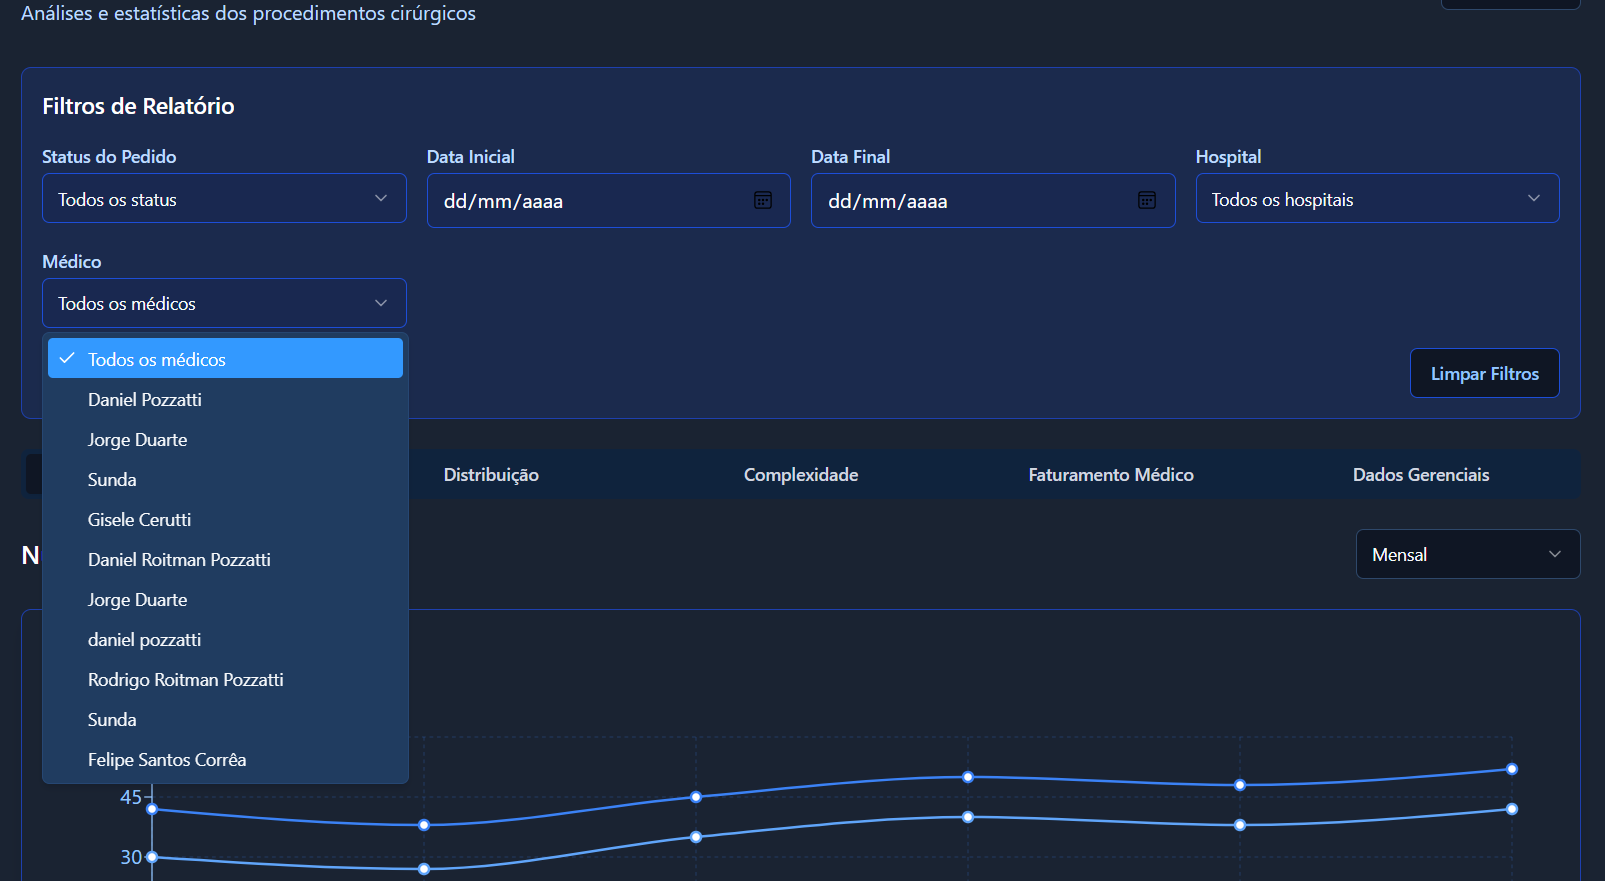 Análises e estatísticas dos procedimentos cirúrgicos
Filtros de Relatório
Status do Pedido
Data Inicial
Data Final
Hospital
Todos os status
dd/mm/aaaa
dd/mm/aaaa
Todos os hospitais
Médico
Todos os médicos
Todos os médicos
Daniel Pozzatti
Jorge Duarte
Sunda
Gisele Cerutti
Daniel Roitman Pozzatti
Jorge Duarte
daniel pozzatti
Rodrigo Roitman Pozzatti
Sunda
Felipe Santos Corrêa
Limpar Filtros
Distribuição
Complexidade
Faturamento Médico
Dados Gerenciais
N
Mensal
45
30